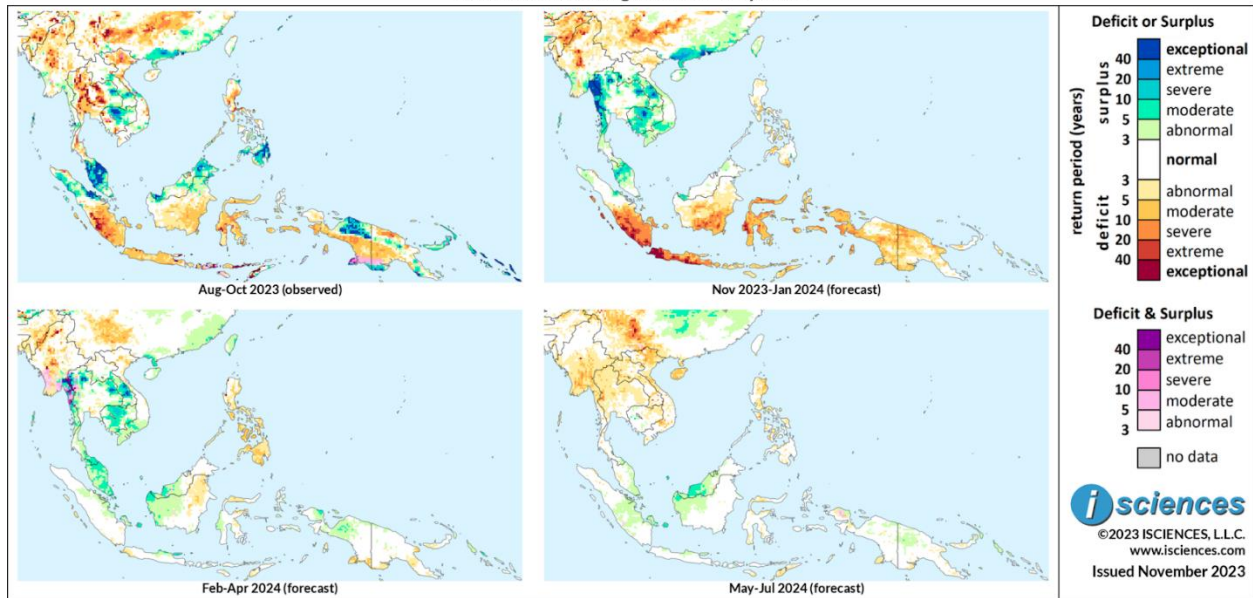 Aug-Oct 2023 (observed)
Nov 2023-Jan 2024 (forecast)
Feb-Apr 2024 (forecast)
May-Jul 2024 (forecast)
Deficit or Surplus
return period (years)
surplus
deficit
exceptional
40
extreme
20
severe
10
moderate
5
abnormal
3
normal
3
abnormal
5
moderate
10
severe
20
extreme
40
exceptional
Deficit & Surplus
exceptional
40
extreme
20
severe
10
moderate
5
abnormal
3
no data
i sciences
©2023 ISCIENCES, L.L.C.
www.isciences.com
Issued November 2023